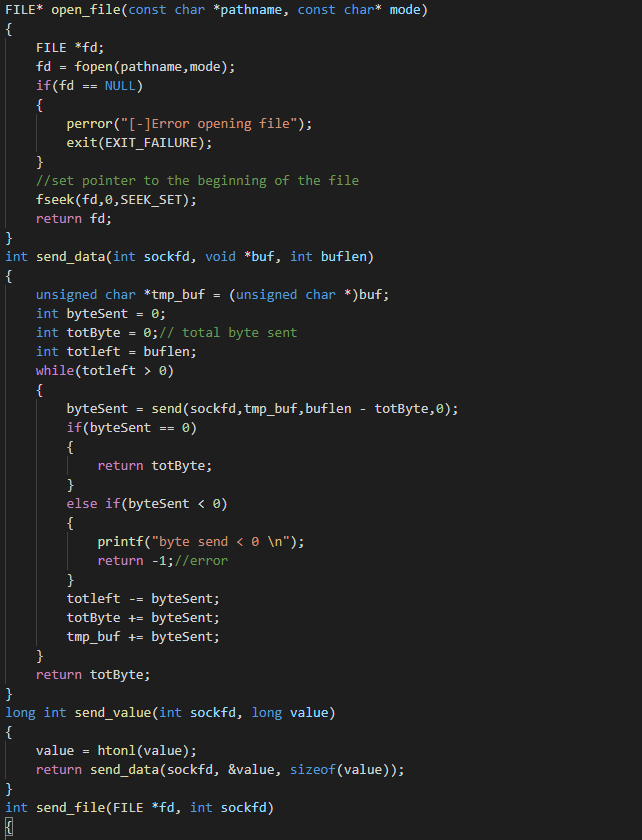 FILE* open_file(const char *pathname, const char* mode)
{
    FILE *fd;
    fd = fopen(pathname,mode);
    if(fd == NULL)
    {
        perror("[-]Error opening file");
        exit(EXIT_FAILURE);
    }
    //set pointer to the beginning of the file
    fseek(fd,0,SEEK_SET);
    return fd;
}
int send_data(int sockfd, void *buf, int buflen)
{
    unsigned char *tmp_buf = (unsigned char *)buf;
    int byteSent = 0;
    int totByte = 0;// total byte sent
    int totleft = buflen;
    while(totleft > 0)
    {
        byteSent = send(sockfd,tmp_buf,buflen - totByte,0);
        if(byteSent == 0)
        {
            return totByte;
        }
        else if(byteSent < 0)
        {
            printf("byte send < 0 \n");
            return -1;//error
        }
        totleft -= byteSent;
        totByte += byteSent;
        tmp_buf += byteSent;
    }
    return totByte;
}
long int send_value(int sockfd, long value)
{
    value = htonl(value);
    return send_data(sockfd, &value, sizeof(value));
}
int send_file(FILE *fd, int sockfd)
{